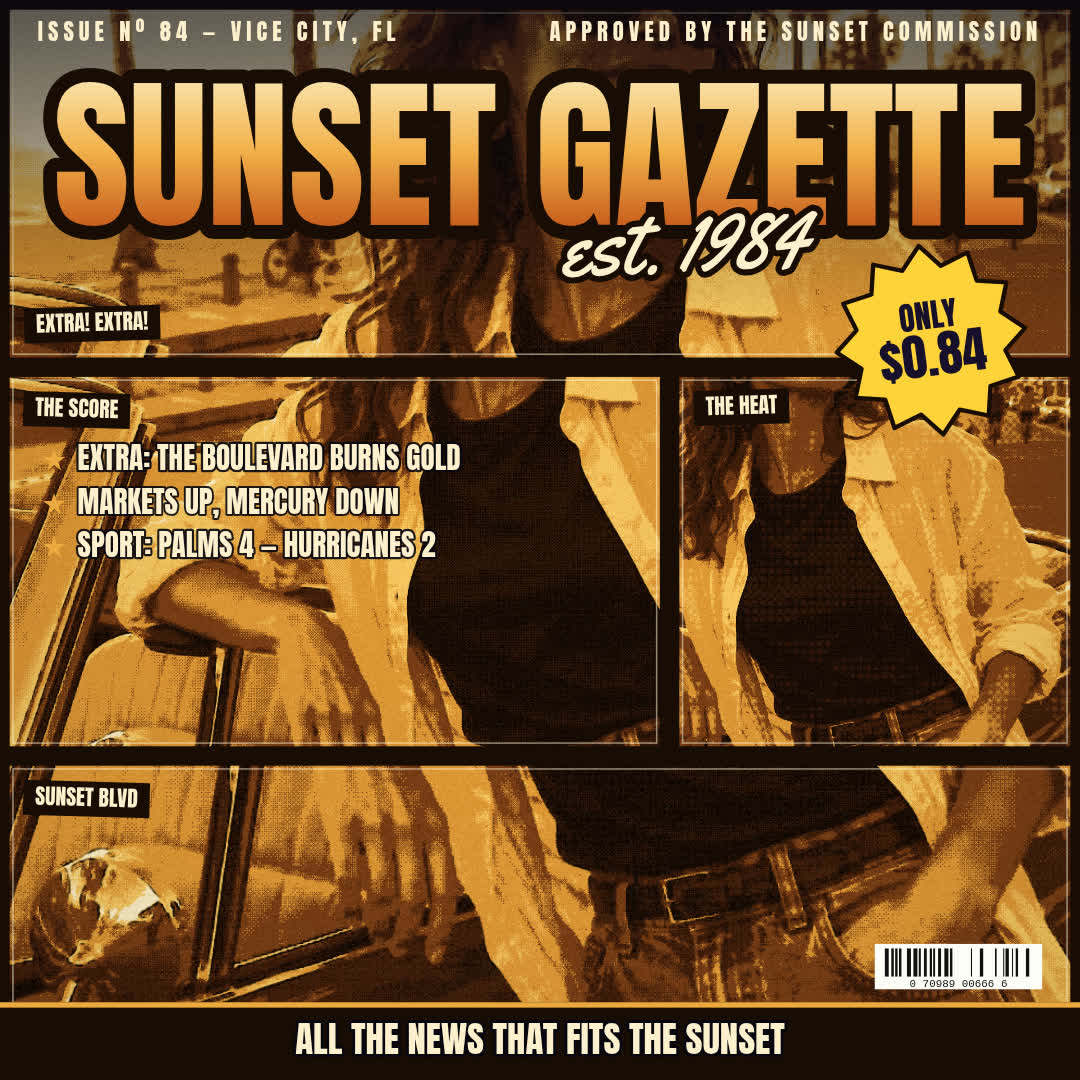 ISSUE Nº 84 – VICE CITY, FL
APPROVED BY THE SUNSET COMMISSION
SUNSET GAZETTE
est. 1984
ONLY
$0.84
EXTRA! EXTRA!
THE SCORE
EXTRA: THE BOULEVARD BURNS GOLD
MARKETS UP, MERCURY DOWN
SPORT: PALMS 4 – HURRICANES 2
THE HEAT
SUNSET BLVD
0 70989 00666 6
ALL THE NEWS THAT FITS THE SUNSET